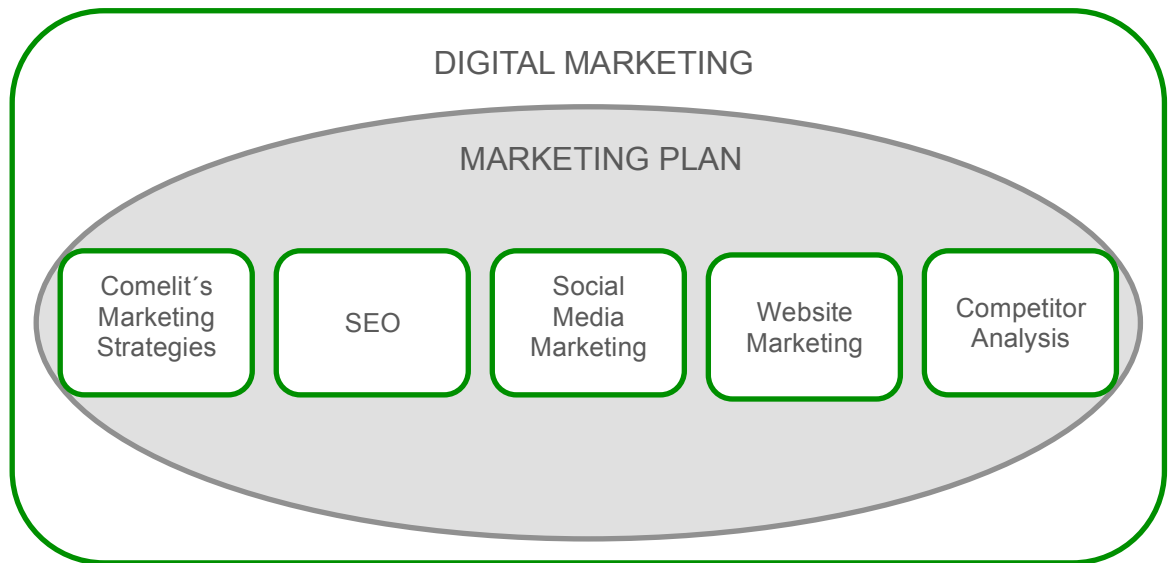 DIGITAL MARKETING
MARKETING PLAN
Comelit´s
Marketing
Strategies
SEO
Social
Media
Marketing
Website
Marketing
Competitor
Analysis